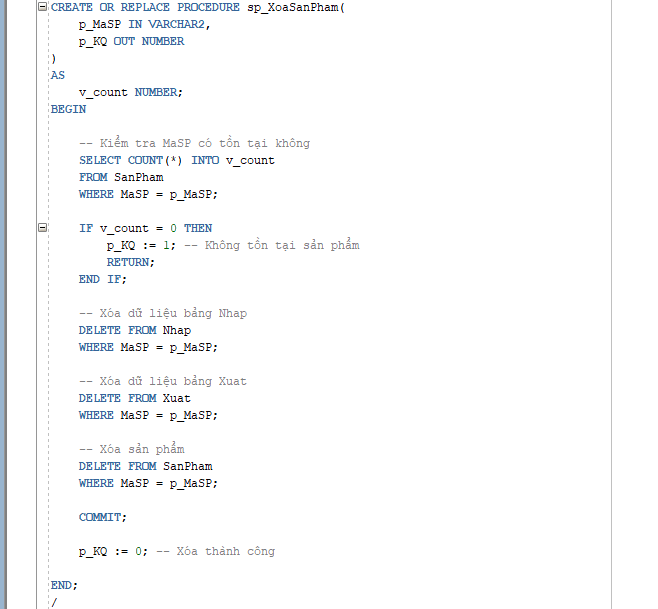 CREATE OR REPLACE PROCEDURE sp_XoaSanPham(
    p_MaSP IN VARCHAR2,
    p_KQ OUT NUMBER
)
AS
    v_count NUMBER;
BEGIN

    -- Kiểm tra MaSP có tồn tại không
    SELECT COUNT(*) INTO v_count
    FROM SanPham
    WHERE MaSP = p_MaSP;

    IF v_count = 0 THEN
        p_KQ := 1; -- Không tồn tại sản phẩm
        RETURN;
    END IF;

    -- Xóa dữ liệu bảng Nhap
    DELETE FROM Nhap
    WHERE MaSP = p_MaSP;

    -- Xóa dữ liệu bảng Xuat
    DELETE FROM Xuat
    WHERE MaSP = p_MaSP;

    -- Xóa sản phẩm
    DELETE FROM SanPham
    WHERE MaSP = p_MaSP;

    COMMIT;

    p_KQ := 0; -- Xóa thành công

END;
/